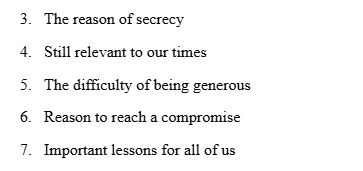 3. The reason of secrecy
4. Still relevant to our times
5. The difficulty of being generous
6. Reason to reach a compromise
7. Important lessons for all of us